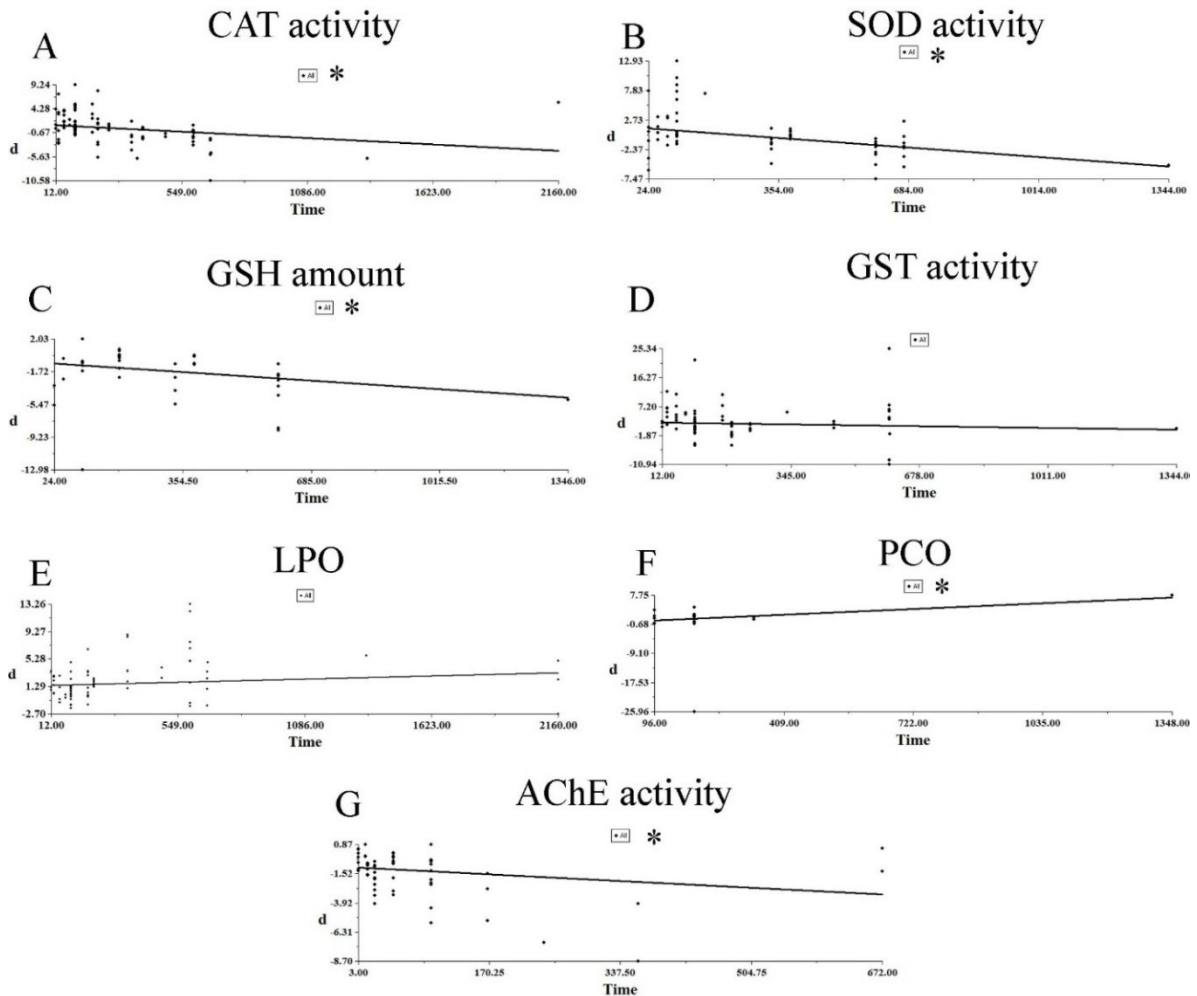 CAT activity
A
All *
9.24
4.28
-0.67
d
-5.63
-10.58
12.00 549.00 1086.00 1623.00 2160.00
Time
SOD activity
B
All *
12.93
7.83
2.73
d
-2.37
-7.47
24.00 354.00 684.00 1014.00 1344.00
Time
GSH amount
C
All *
2.03
-1.72
-5.47
d
-9.23
-12.98
24.00 354.50 685.00 1015.50 1346.00
Time
GST activity
D
All
25.34
16.27
7.20
d
-1.87
-10.94
12.00 345.00 678.00 1011.00 1344.00
Time
LPO
E
All
13.26
9.27
5.28
d
1.29
-2.70
12.00 549.00 1086.00 1623.00 2160.00
Time
PCO
F
All *
7.75
-0.68
-9.10
d
-17.53
-25.96
96.00 409.00 722.00 1035.00 1348.00
Time
AChE activity
G
All *
0.87
-1.52
-3.92
d
-6.31
-8.70
3.00 170.25 337.50 504.75 672.00
Time